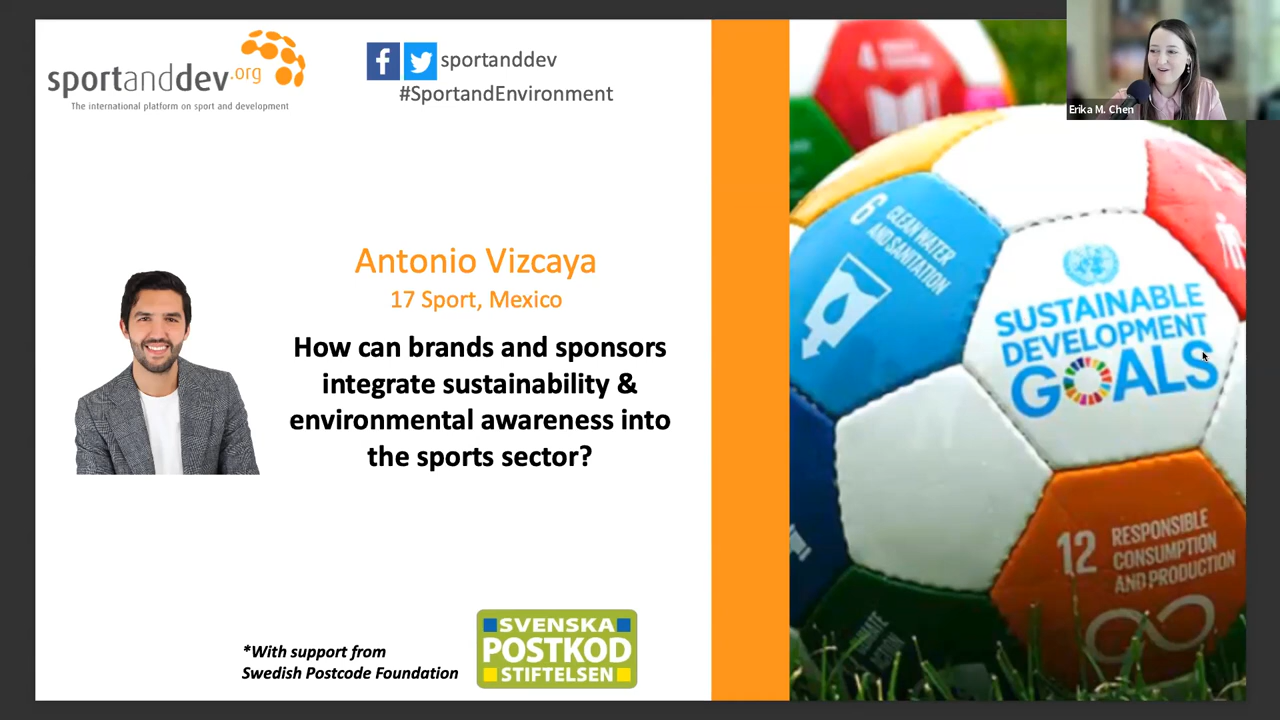 sportanddev.org
The international platform on sport and development
sportanddev
#SportandEnvironment
Erika M. Chen
Antonio Vizcaya
17 Sport, Mexico
How can brands and sponsors
integrate sustainability &
environmental awareness into
the sports sector?
*With support from
Swedish Postcode Foundation
SVENSKA
POSTKOD
STIFTELSEN
4
6 CLEAN WATER
AND SANITATION
SUSTAINABLE
DEVELOPMENT
GOALS
12 RESPONSIBLE
CONSUMPTION
AND PRODUCTION